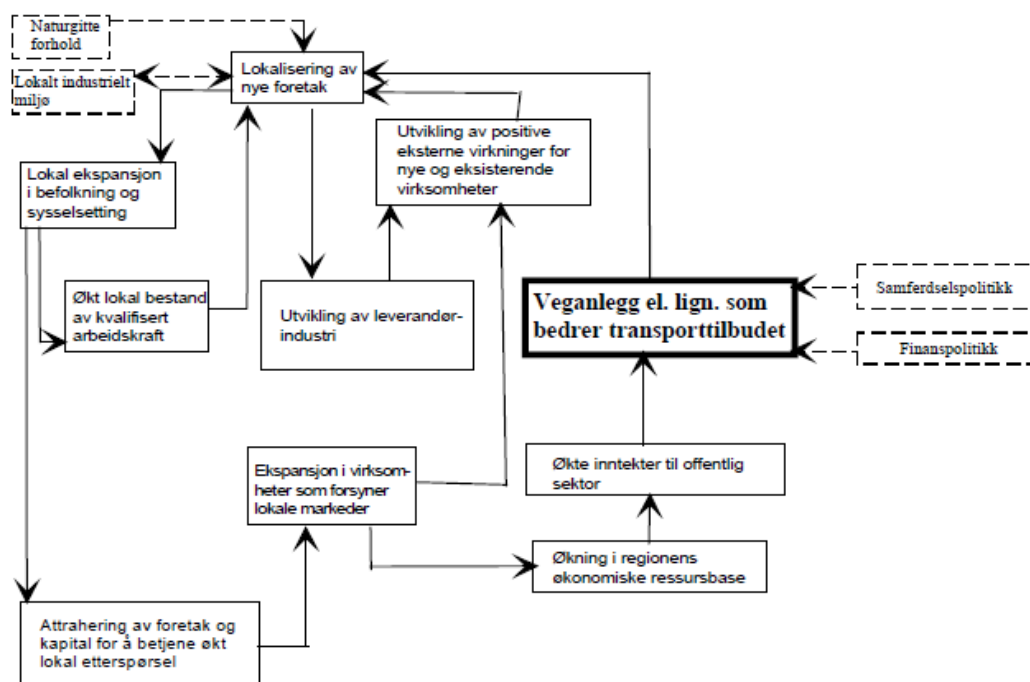 Naturgitte
forhold
Lokalt industrielt
miljø
Lokalisering av
nye foretak
Utvikling av positive
eksterne virkninger for
nye og eksisterende
virksomheter
Lokal ekspansjon
i befolkning og
sysselsetting
Økt lokal bestand
av kvalifisert
arbeidskraft
Utvikling av leverandør-
industri
Veganlegg el. lign. som
bedrer transporttilbudet
Samferdselspolitikk
Finanspolitikk
Ekspansjon i virksom-
heter som forsyner
lokale markeder
Økte inntekter til offentlig
sektor
Økning i regionens
økonomiske ressursbase
Attrahering av foretak og
kapital for å betjene økt
lokal etterspørsel